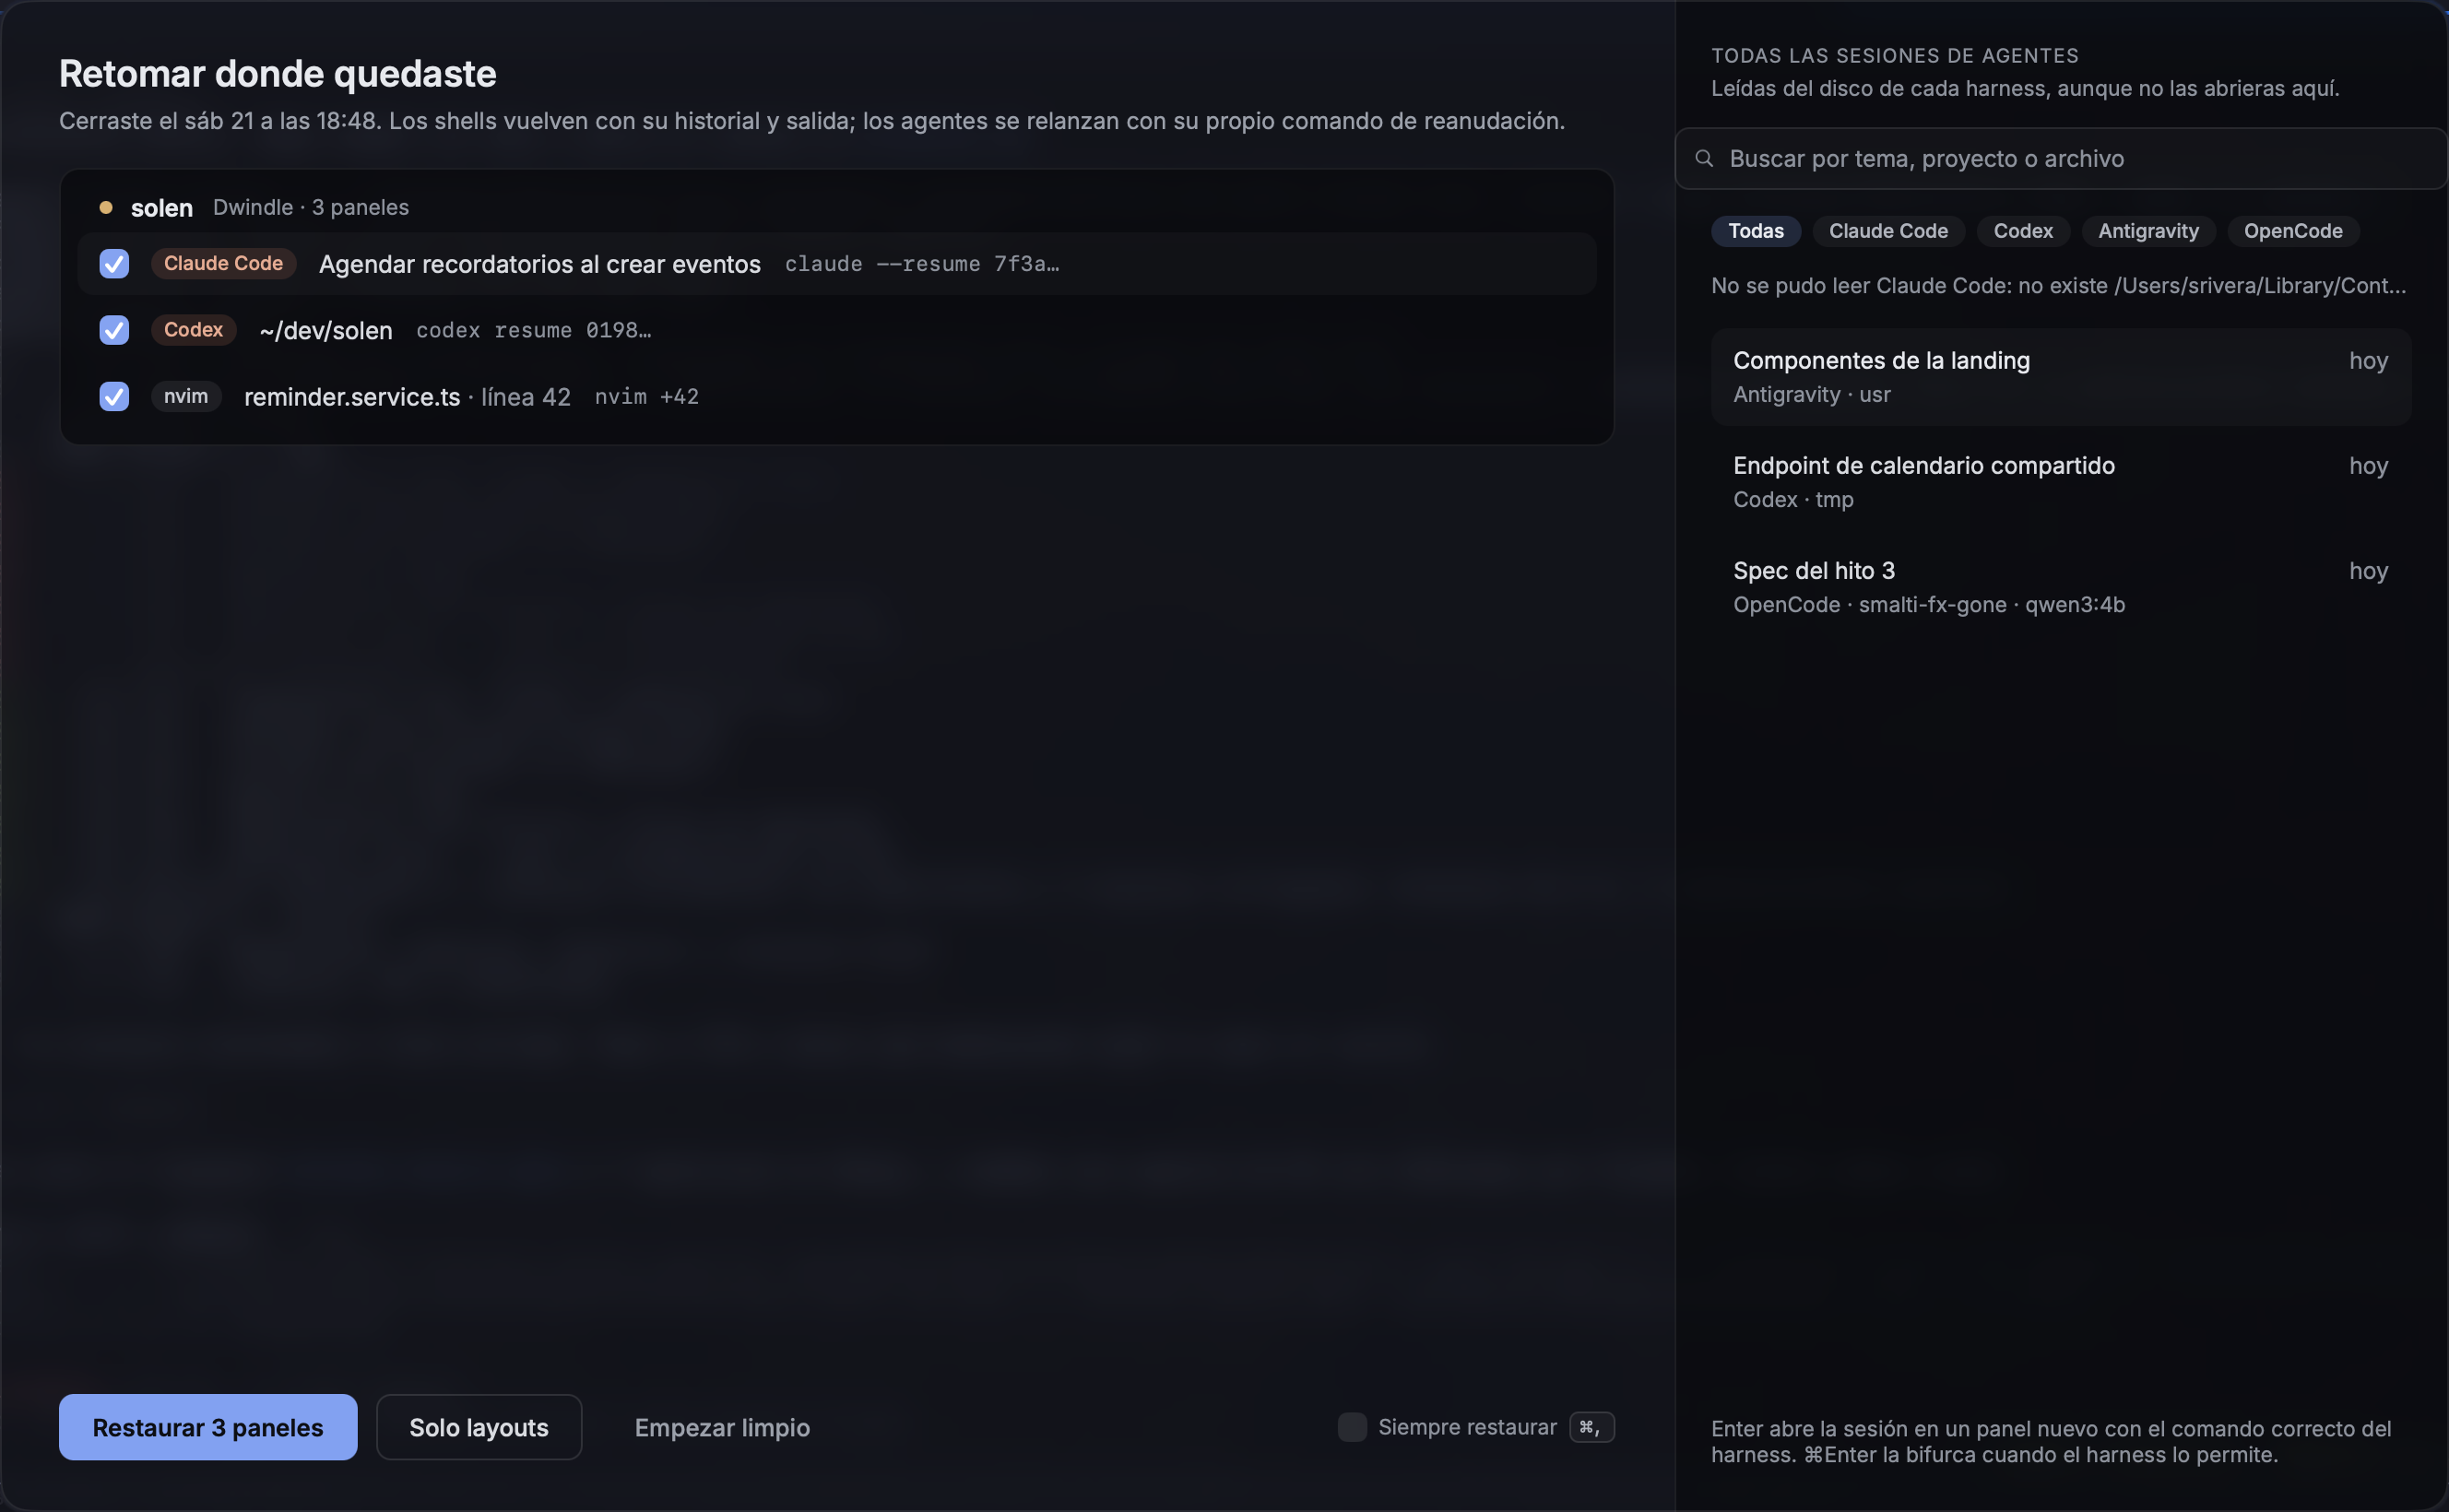 Retomar donde quedaste
Cerraste el sáb 21 a las 18:48. Los shells vuelven con su historial y salida; los agentes se relanzan con su propio comando de reanudación.
solen Dwindle · 3 paneles
Claude Code Agendar recordatorios al crear eventos claude --resume 7f3a…
Codex ~/dev/solen codex resume 0198…
nvim reminder.service.ts · línea 42 nvim +42
Restaurar 3 paneles
Solo layouts
Empezar limpio
Siempre restaurar ⌘,
TODAS LAS SESIONES DE AGENTES
Leídas del disco de cada harness, aunque no las abrieras aquí.
Buscar por tema, proyecto o archivo
Todas Claude Code Codex Antigravity OpenCode
No se pudo leer Claude Code: no existe /Users/srivera/Library/Cont…
Componentes de la landing hoy
Antigravity · usr
Endpoint de calendario compartido hoy
Codex · tmp
Spec del hito 3 hoy
OpenCode · smalti-fx-gone · qwen3:4b
Enter abre la sesión en un panel nuevo con el comando correcto del
harness. ⌘Enter la bifurca cuando el harness lo permite.